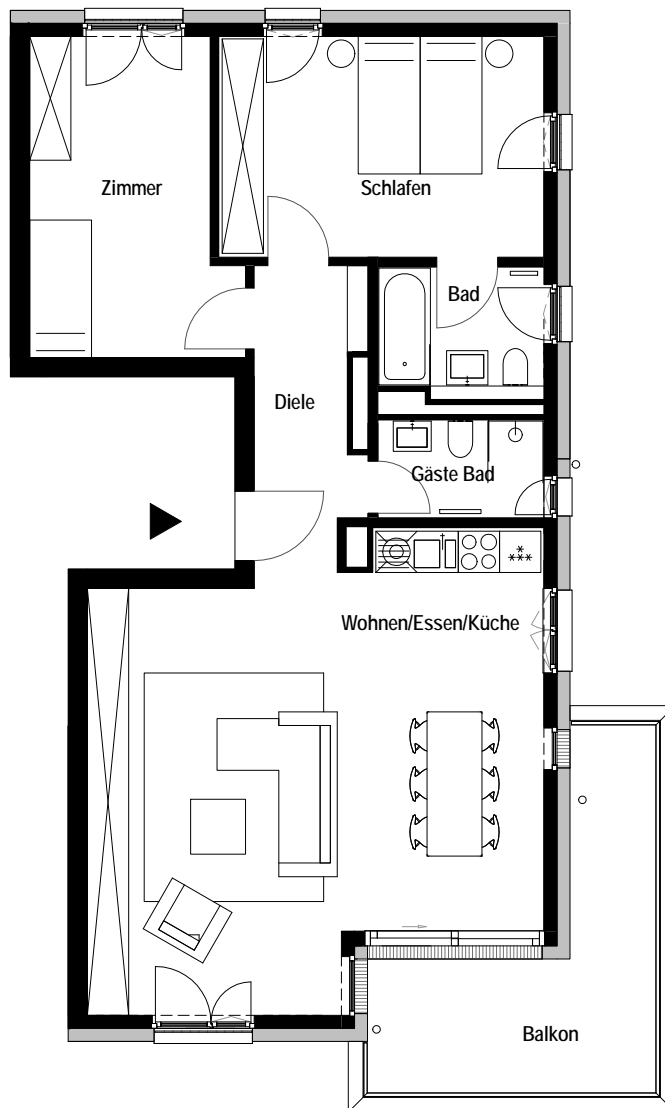 Zimmer
Schlafen
Bad
Diele
Gäste Bad
Wohnen/Essen/Küche
Balkon